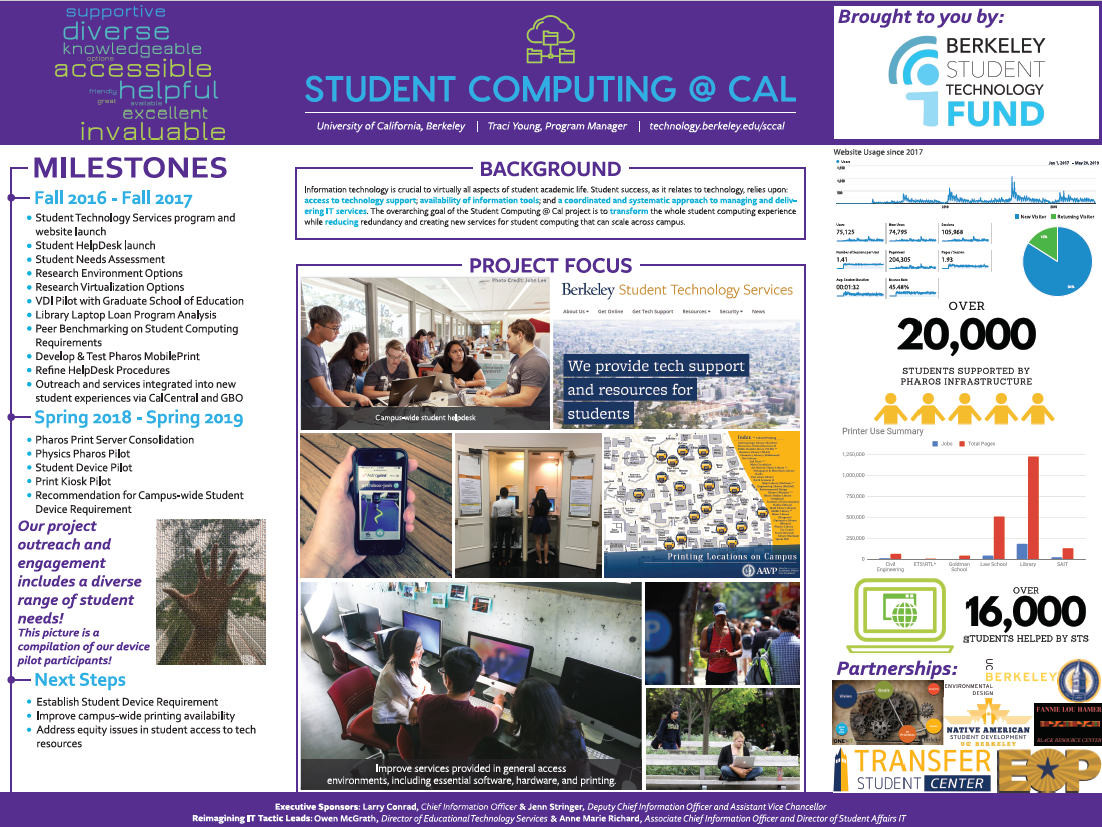 supportive
diverse
knowledgeable
options
accessible
friendly helpful
great available
excellent
invaluable
STUDENT COMPUTING @ CAL
University of California, Berkeley | Traci Young, Program Manager | technology.berkeley.edu/sccal
Brought to you by:
BERKELEY
STUDENT
TECHNOLOGY
FUND
MILESTONES
Fall 2016 - Fall 2017
Student Technology Services program and
website launch
Student HelpDesk launch
Student Needs Assessment
Research Environment Options
Research Virtualization Options
VDI Pilot with Graduate School of Education
Library Laptop Loan Program Analysis
Peer Benchmarking on Student Computing
Requirements
Develop & Test Pharos MobilePrint
Refine HelpDesk Procedures
Outreach and services integrated into new
student experiences via CalCentral and GBO
Spring 2018 - Spring 2019
Pharos Print Server Consolidation
Physics Pharos Pilot
Student Device Pilot
Print Kiosk Pilot
Recommendation for Campus-wide Student
Device Requirement
Our project
outreach and
engagement
includes a diverse
range of student
needs!
This picture is a
compilation of our device
pilot participants!
Next Steps
Establish Student Device Requirement
Improve campus-wide printing availability
Address equity issues in student access to tech
resources
BACKGROUND
Information technology is crucial to virtually all aspects of student academic life. Student success, as it relates to technology, relies upon:
access to technology support; availability of information tools; and a coordinated and systematic approach to managing and deliv-
ering IT services. The overarching goal of the Student Computing @ Cal project is to transform the whole student computing experience
while reducing redundancy and creating new services for student computing that can scale across campus.
PROJECT FOCUS
Photo Credit: John Lee
Campus-wide student helpdesk
Berkeley Student Technology Services
About Us Get Online Get Tech Support Resources Security News
We provide tech support
and resources for
students
Index
Printing Locations on Campus
AAVP
Improve services provided in general access
environments, including essential software, hardware, and printing.
Website Usage since 2017
Users
Jan 1, 2017 - May 20, 2019
New Visitor Returning Visitor
Users New Users Sessions
75,125 74,795 105,968
Number of Sessions per User Pageviews Pages / Session
1.41 204,305 1.93
Avg. Session Duration Bounce Rate
00:01:32 45.48%
OVER
20,000
STUDENTS SUPPORTED BY
PHAROS INFRASTRUCTURE
Printer Use Summary
Jobs Total Pages
1,250,000
1,000,000
750,000
500,000
250,000
0
Civil Engineering ETS\RTL* Goldman School Law School Library SAIT
OVER
16,000
STUDENTS HELPED BY STS
Partnerships:
UC BERKELEY
ENVIRONMENTAL
DESIGN
Vision
NATIVE AMERICAN
STUDENT DEVELOPMENT
UC BERKELEY
FANNIE LOU HAMER
BLACK RESOURCE CENTER
TRANSFER
STUDENT CENTER
EOP
Executive Sponsors: Larry Conrad, Chief Information Officer & Jenn Stringer, Deputy Chief Information Officer and Assistant Vice Chancellor
Reimagining IT Tactic Leads: Owen McGrath, Director of Educational Technology Services & Anne Marie Richard, Associate Chief Information Officer and Director of Student Affairs IT